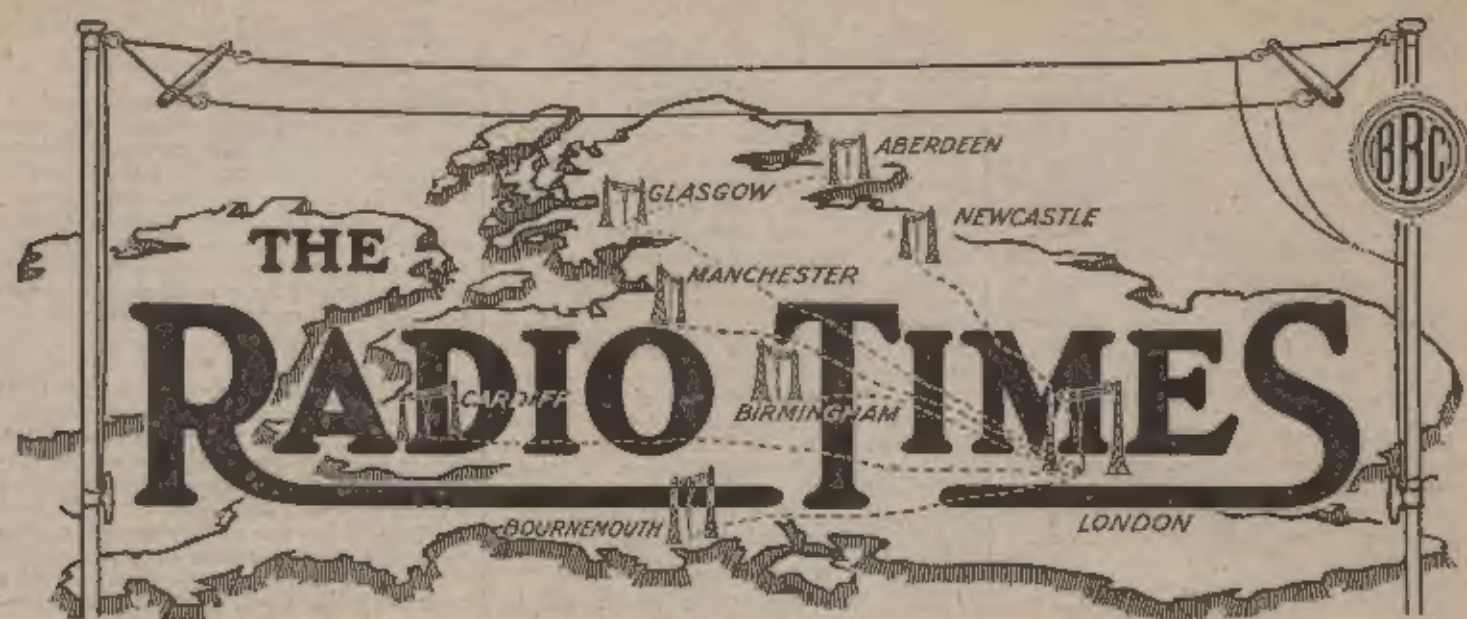 BBC
ABERDEEN
GLASGOW
NEWCASTLE
THE
MANCHESTER
RADIO TIMES
CARDIFF
BIRMINGHAM
BOURNEMOUTH
LONDON